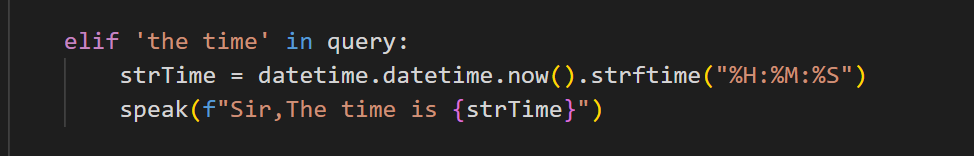 elif 'the time' in query:
    strTime = datetime.datetime.now().strftime("%H:%M:%S")
    speak(f"Sir,The time is {strTime}")